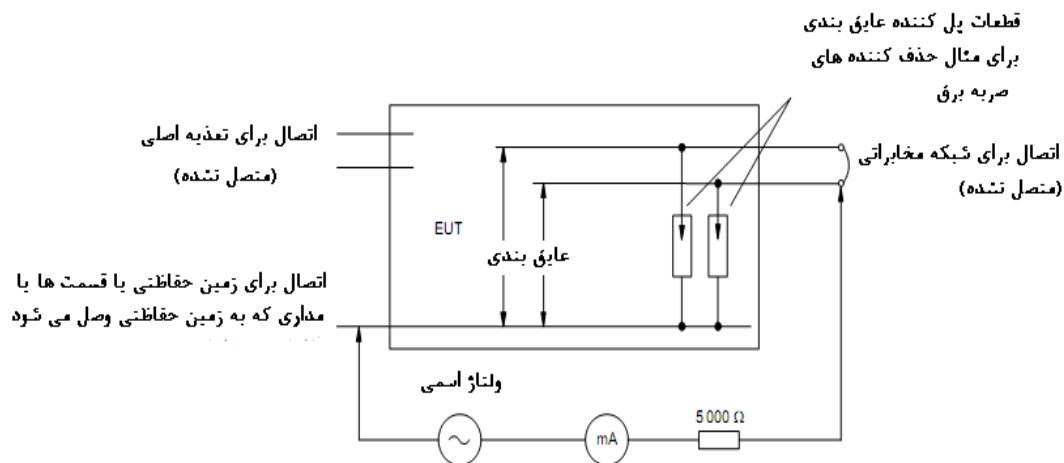 قطعات پل کننده عایق بندی
برای مثال حذف کننده های
ضربه برق
اتصال برای تغذیه اصلی
(متصل نشده)
اتصال برای شبکه مخابراتی
(متصل نشده)
EUT
عایق بندی
اتصال برای زمین حفاظتی یا قسمت ها یا
مداری که به زمین حفاظتی وصل می شود
ولتاژ اسمی
5 000 Ω
mA